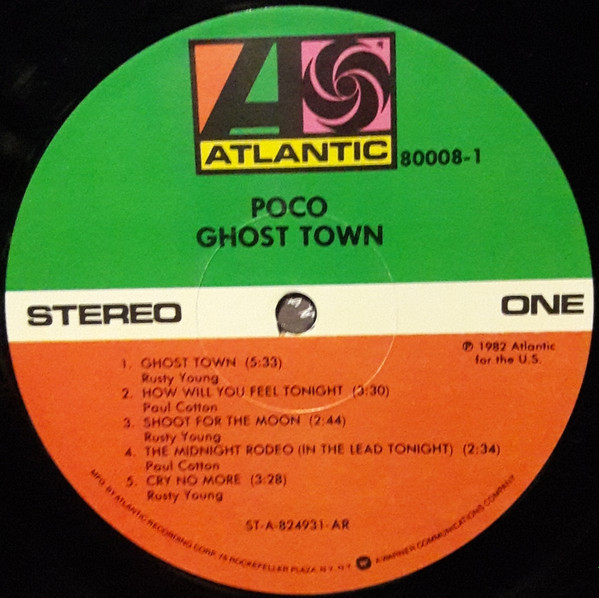 ATLANTIC
80008-1
POCO
GHOST TOWN
STEREO
ONE
℗ 1982 Atlantic
for the U.S.
1. GHOST TOWN (5:33)
Rusty Young
2. HOW WILL YOU FEEL TONIGHT (3:30)
Paul Cotton
3. SHOOT FOR THE MOON (2:44)
Rusty Young
4. THE MIDNIGHT RODEO (IN THE LEAD TONIGHT) (2:34)
Paul Cotton
5. CRY NO MORE (3:28)
Rusty Young
ST-A-824931-AR
MFG. BY ATLANTIC RECORDING CORP. 75 ROCKEFELLER PLAZA, N.Y., N.Y. A WARNER COMMUNICATIONS COMPANY